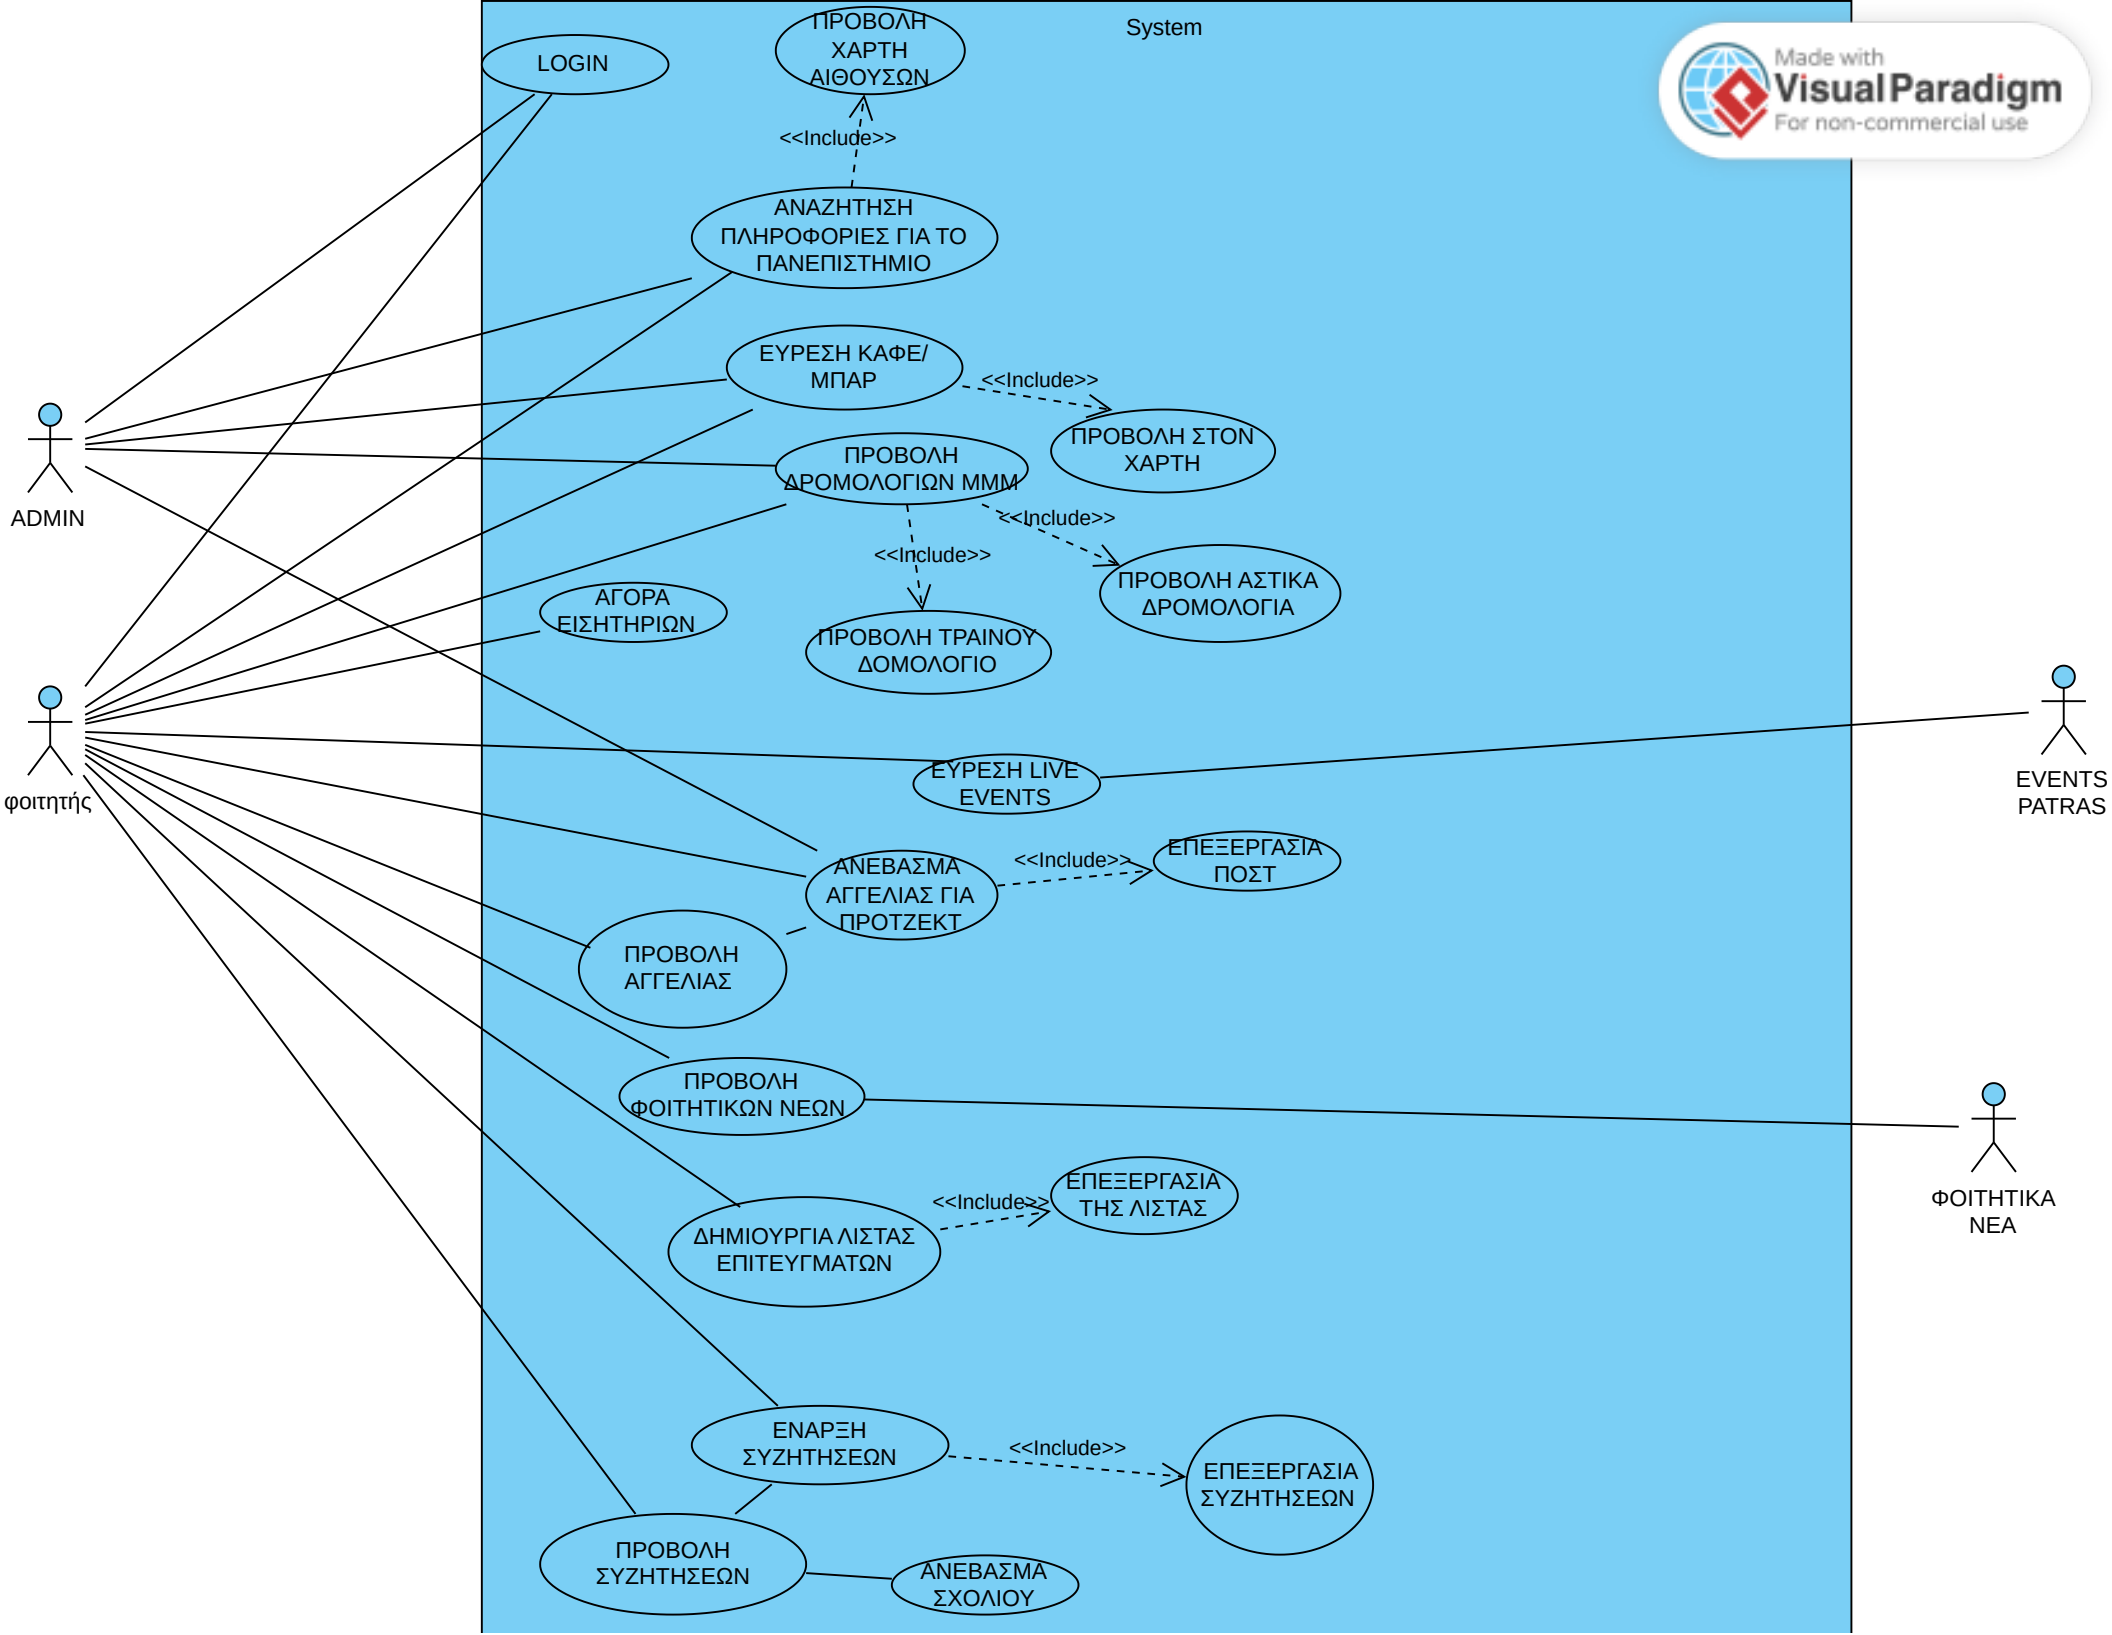 System
Made with
Visual Paradigm
For non-commercial use
LOGIN
ΠΡΟΒΟΛΗ
ΧΑΡΤΗ
ΑΙΘΟΥΣΩΝ
<<Include>>
ΑΝΑΖΗΤΗΣΗ
ΠΛΗΡΟΦΟΡΙΕΣ ΓΙΑ ΤΟ
ΠΑΝΕΠΙΣΤΗΜΙΟ
ΕΥΡΕΣΗ ΚΑΦΕ/
ΜΠΑΡ
<<Include>>
ΠΡΟΒΟΛΗ ΣΤΟΝ
ΧΑΡΤΗ
ADMIN
ΠΡΟΒΟΛΗ
ΔΡΟΜΟΛΟΓΙΩΝ ΜΜΜ
<<Include>>
<<Include>>
ΠΡΟΒΟΛΗ ΑΣΤΙΚΑ
ΔΡΟΜΟΛΟΓΙΑ
ΑΓΟΡΑ
ΕΙΣΗΤΗΡΙΩΝ
ΠΡΟΒΟΛΗ ΤΡΑΙΝΟΥ
ΔΟΜΟΛΟΓΙΟ
φοιτητής
ΕΥΡΕΣΗ LIVE
EVENTS
EVENTS
PATRAS
ΑΝΕΒΑΣΜΑ
ΑΓΓΕΛΙΑΣ ΓΙΑ
ΠΡΟΤΖΕΚΤ
<<Include>>
ΕΠΕΞΕΡΓΑΣΙΑ
ΠΟΣΤ
ΠΡΟΒΟΛΗ
ΑΓΓΕΛΙΑΣ
ΠΡΟΒΟΛΗ
ΦΟΙΤΗΤΙΚΩΝ ΝΕΩΝ
ΦΟΙΤΗΤΙΚΑ
ΝΕΑ
ΔΗΜΙΟΥΡΓΙΑ ΛΙΣΤΑΣ
ΕΠΙΤΕΥΓΜΑΤΩΝ
<<Include>>
ΕΠΕΞΕΡΓΑΣΙΑ
ΤΗΣ ΛΙΣΤΑΣ
ΕΝΑΡΞΗ
ΣΥΖΗΤΗΣΕΩΝ
<<Include>>
ΕΠΕΞΕΡΓΑΣΙΑ
ΣΥΖΗΤΗΣΕΩΝ
ΠΡΟΒΟΛΗ
ΣΥΖΗΤΗΣΕΩΝ
ΑΝΕΒΑΣΜΑ
ΣΧΟΛΙΟΥ